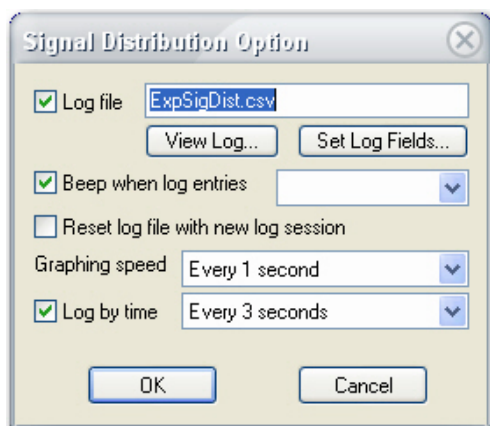 Signal Distribution Option
Log file ExpSigDist.csv
View Log... Set Log Fields...
Beep when log entries
Reset log file with new log session
Graphing speed Every 1 second
Log by time Every 3 seconds
OK Cancel